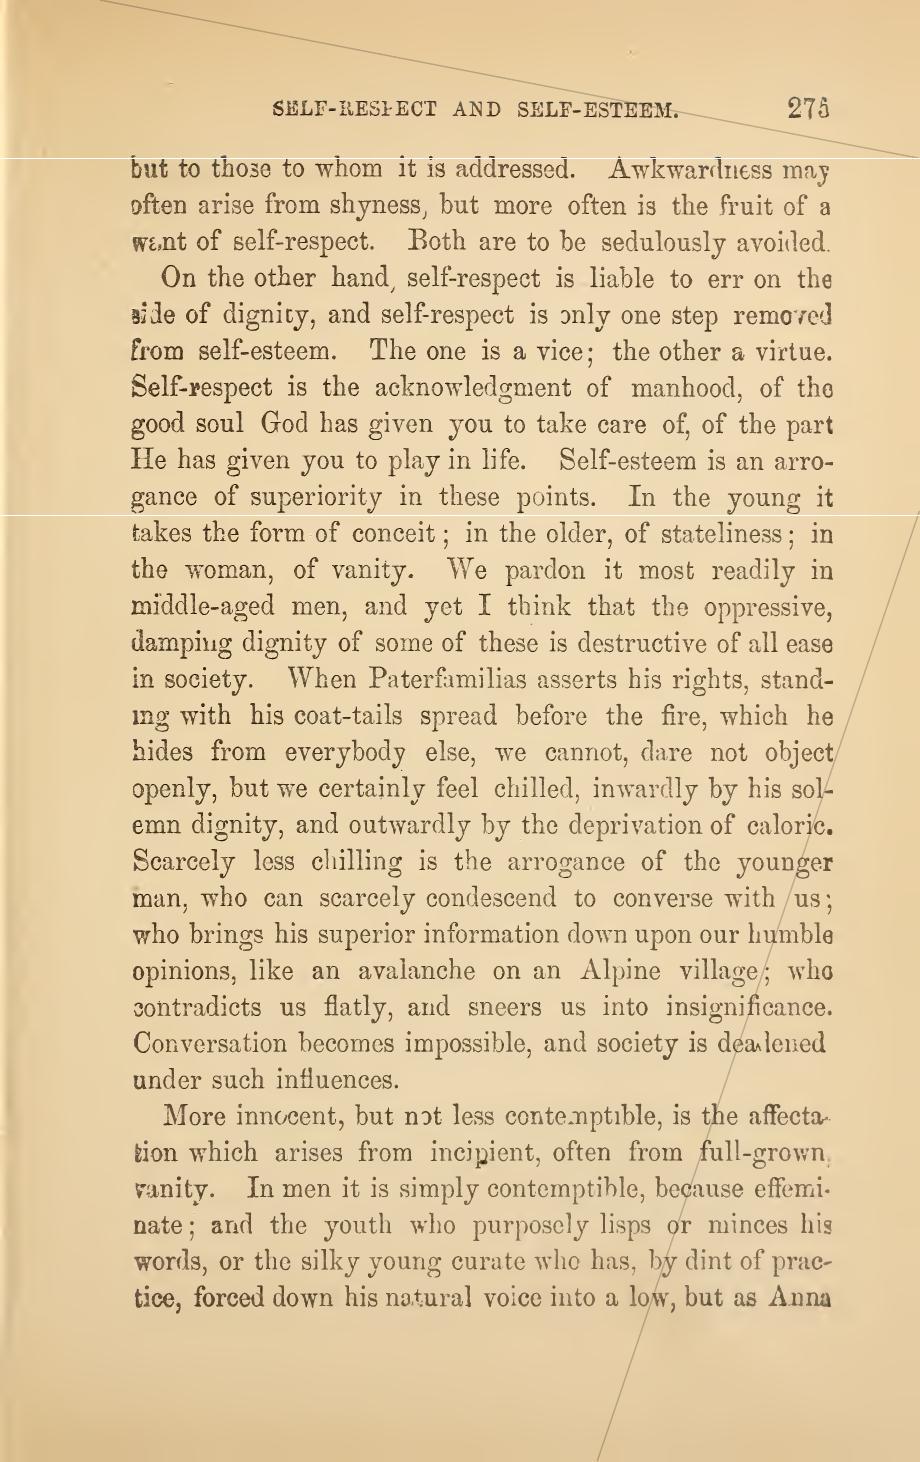 SELF-RESPECT AND SELF-ESTEEM. 275
but to those to whom it is addressed. Awkwardness may
often arise from shyness, but more often is the fruit of a
want of self-respect. Both are to be sedulously avoided.
On the other hand, self-respect is liable to err on the
side of dignity, and self-respect is only one step removed
from self-esteem. The one is a vice; the other a virtue.
Self-respect is the acknowledgment of manhood, of the
good soul God has given you to take care of, of the part
He has given you to play in life. Self-esteem is an arro-
gance of superiority in these points. In the young it
takes the form of conceit; in the older, of stateliness; in
the woman, of vanity. We pardon it most readily in
middle-aged men, and yet I think that the oppressive,
damping dignity of some of these is destructive of all ease
in society. When Paterfamilias asserts his rights, stand-
ing with his coat-tails spread before the fire, which he
hides from everybody else, we cannot, dare not object
openly, but we certainly feel chilled, inwardly by his sol-
emn dignity, and outwardly by the deprivation of caloric.
Scarcely less chilling is the arrogance of the younger
man, who can scarcely condescend to converse with us;
who brings his superior information down upon our humble
opinions, like an avalanche on an Alpine village; who
contradicts us flatly, and sneers us into insignificance.
Conversation becomes impossible, and society is deadened
under such influences.
More innocent, but not less contemptible, is the affecta-
tion which arises from incipient, often from full-grown
vanity. In men it is simply contemptible, because effemi-
nate; and the youth who purposely lisps or minces his
words, or the silky young curate who has, by dint of prac-
tice, forced down his natural voice into a low, but as Anna